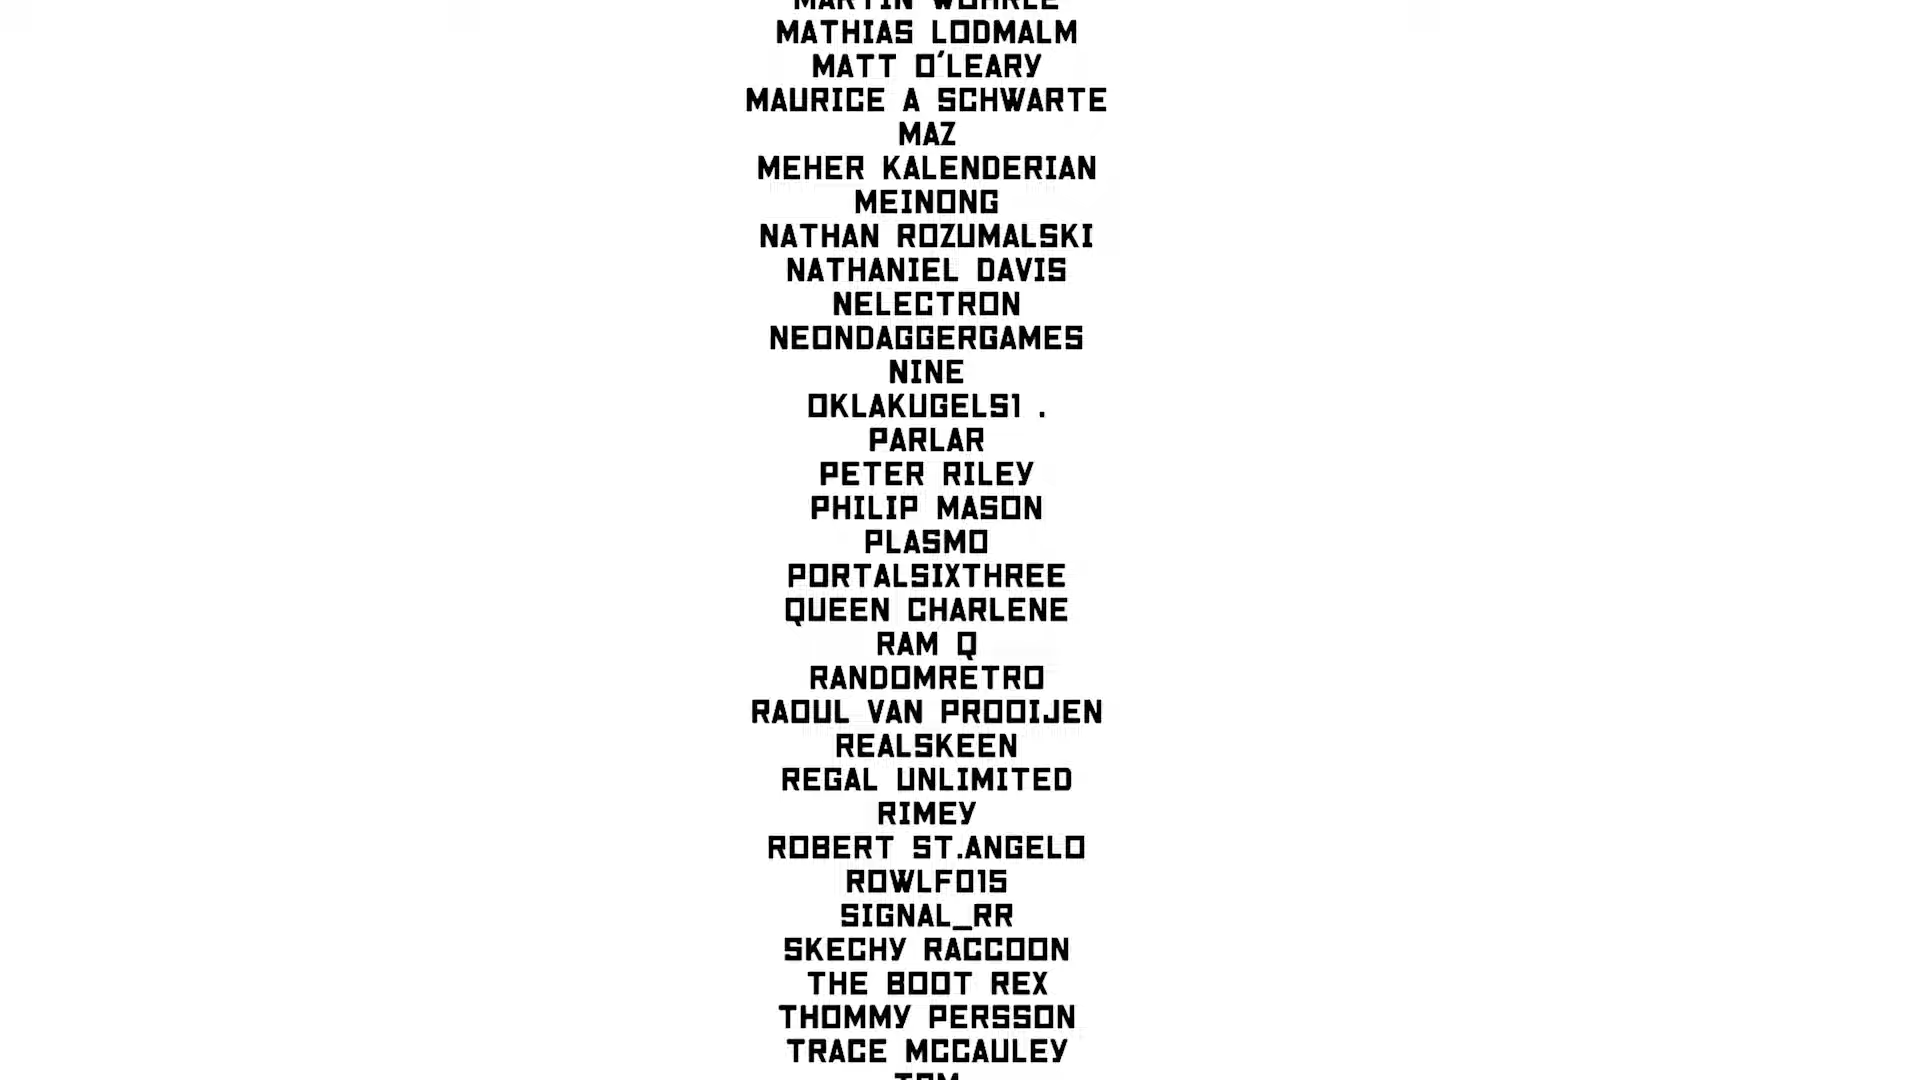 MARTIN WOHRLE
MATHIAS LODMALM
MATT O'LEARY
MAURICE A SCHWARTE
MAZ
MEHER KALENDERIAN
MEINONG
NATHAN ROZUMALSKI
NATHANIEL DAVIS
NELECTRON
NEONDAGGERGAMES
NINE
OKLAKUGELS1 .
PARLAR
PETER RILEY
PHILIP MASON
PLASMO
PORTALSIXTHREE
QUEEN CHARLENE
RAM Q
RANDOMRETRO
RAOUL VAN PROOIJEN
REALSKEEN
REGAL UNLIMITED
RIMEY
ROBERT ST.ANGELO
ROWLF015
SIGNAL_RR
SKECHY RACCOON
THE BOOT REX
THOMMY PERSSON
TRACE MCCAULEY